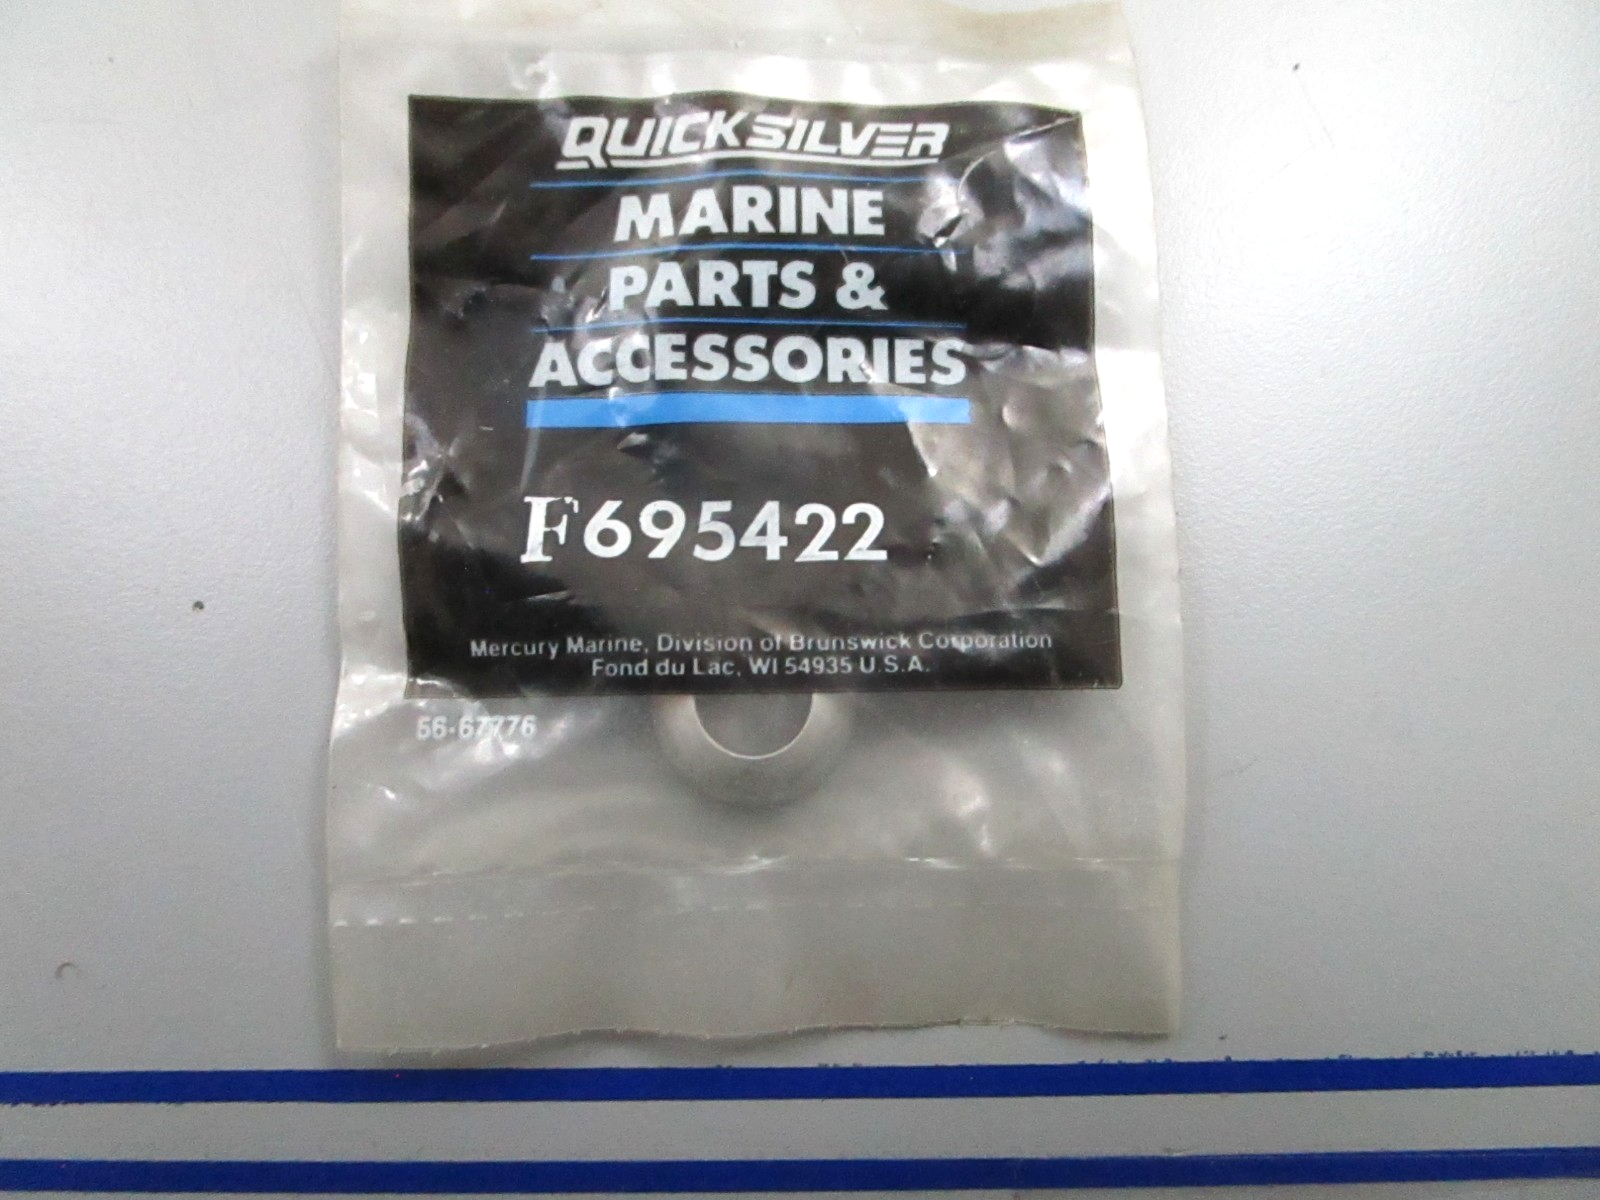 QUICKSILVER
MARINE
PARTS &
ACCESSORIES
F695422
Mercury Marine, Division of Brunswick Corporation
Fond du Lac, WI 54935 U.S.A.
56-67776